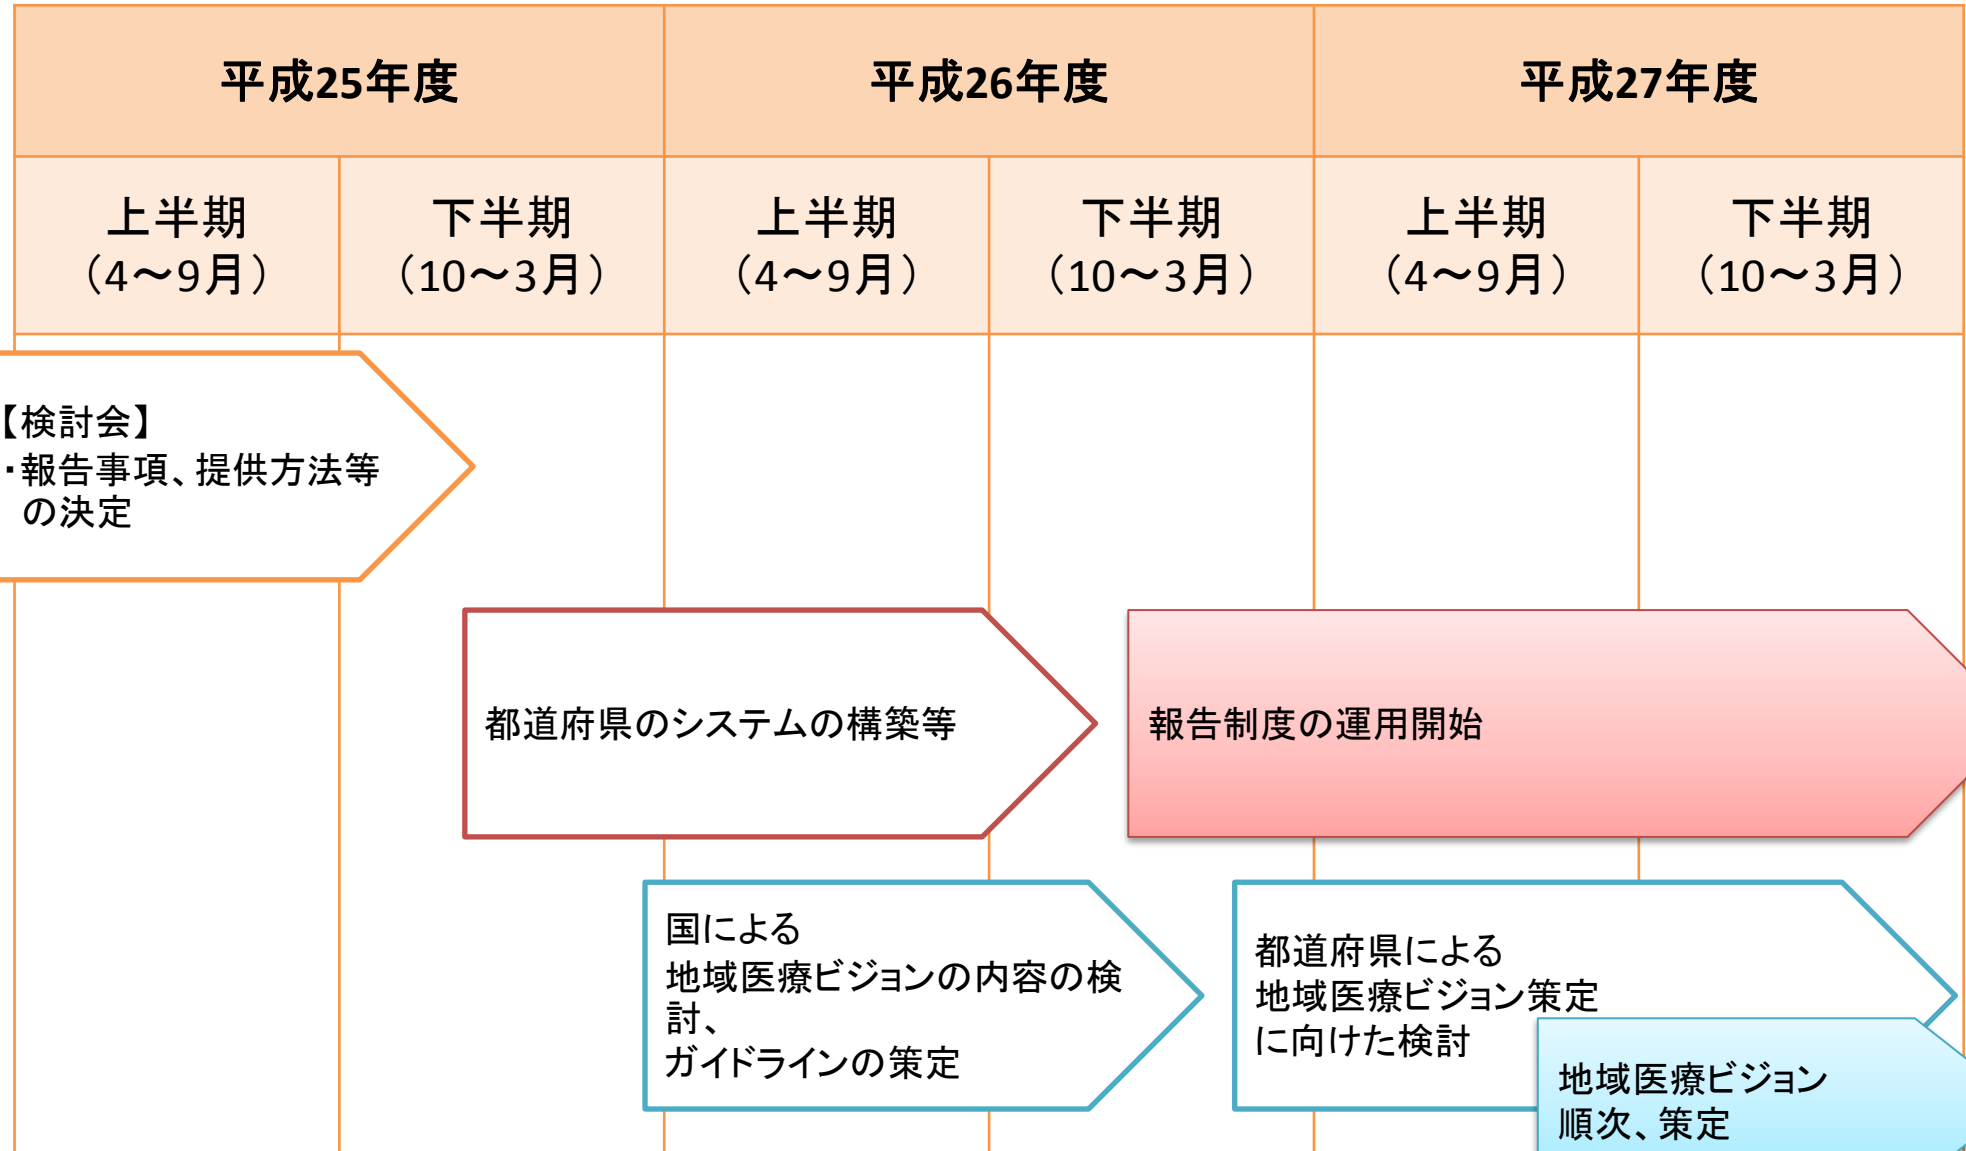 平成25年度
平成26年度
平成27年度
上半期
（4～9月）
下半期
（10～3月）
上半期
（4～9月）
下半期
（10～3月）
上半期
（4～9月）
下半期
（10～3月）
【検討会】
・報告事項、提供方法等
の決定
都道府県のシステムの構築等
報告制度の運用開始
国による
地域医療ビジョンの内容の検
討、
ガイドラインの策定
都道府県による
地域医療ビジョン策定
に向けた検討
地域医療ビジョン
順次、策定